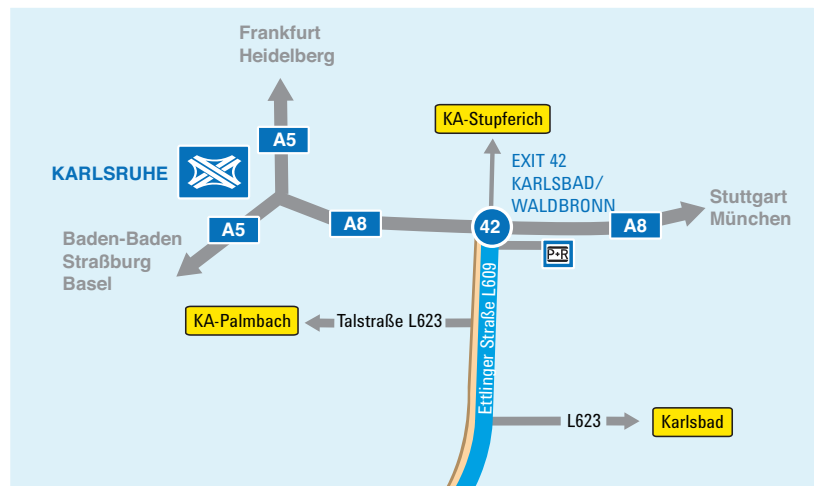 Frankfurt
Heidelberg
KA-Stupferich
A5
EXIT 42
KARLSBAD/
WALDBRONN
KARLSRUHE
Stuttgart
München
A5
A8
42
A8
Baden-Baden
Straßburg
Basel
P+R
KA-Palmbach
Talstraße L623
Ettlinger Straße L609
L623
Karlsbad